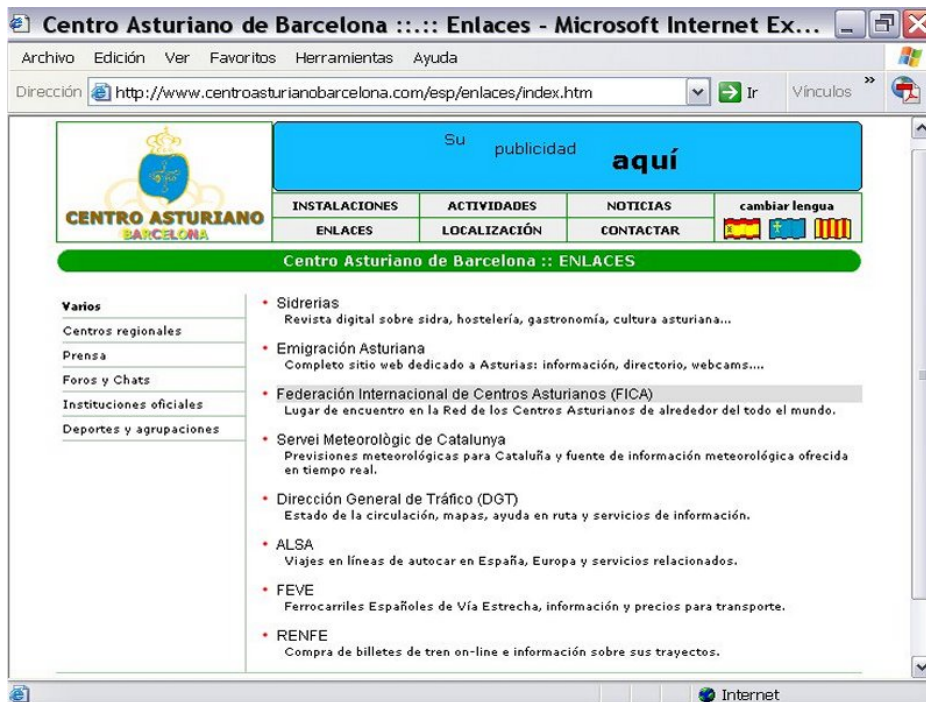 Centro Asturiano de Barcelona ::.:: Enlaces - Microsoft Internet Ex...
Archivo Edición Ver Favoritos Herramientas Ayuda
Dirección http://www.centroasturianobarcelona.com/esp/enlaces/index.htm Ir Vínculos »
Su publicidad aquí
CENTRO ASTURIANO
BARCELONA
INSTALACIONES ACTIVIDADES NOTICIAS cambiar lengua
ENLACES LOCALIZACIÓN CONTACTAR
Centro Asturiano de Barcelona :: ENLACES
Varios
Centros regionales
Prensa
Foros y Chats
Instituciones oficiales
Deportes y agrupaciones
Sidrerias
Revista digital sobre sidra, hostelería, gastronomía, cultura asturiana...
Emigración Asturiana
Completo sitio web dedicado a Asturias: información, directorio, webcams....
Federación Internacional de Centros Asturianos (FICA)
Lugar de encuentro en la Red de los Centros Asturianos de alrededor del todo el mundo.
Servei Meteorològic de Catalunya
Previsiones meteorológicas para Cataluña y fuente de información meteorológica ofrecida
en tiempo real.
Dirección General de Tráfico (DGT)
Estado de la circulación, mapas, ayuda en ruta y servicios de información.
ALSA
Viajes en líneas de autocar en España, Europa y servicios relacionados.
FEVE
Ferrocarriles Españoles de Vía Estrecha, información y precios para transporte.
RENFE
Compra de billetes de tren on-line e información sobre sus trayectos.
Internet